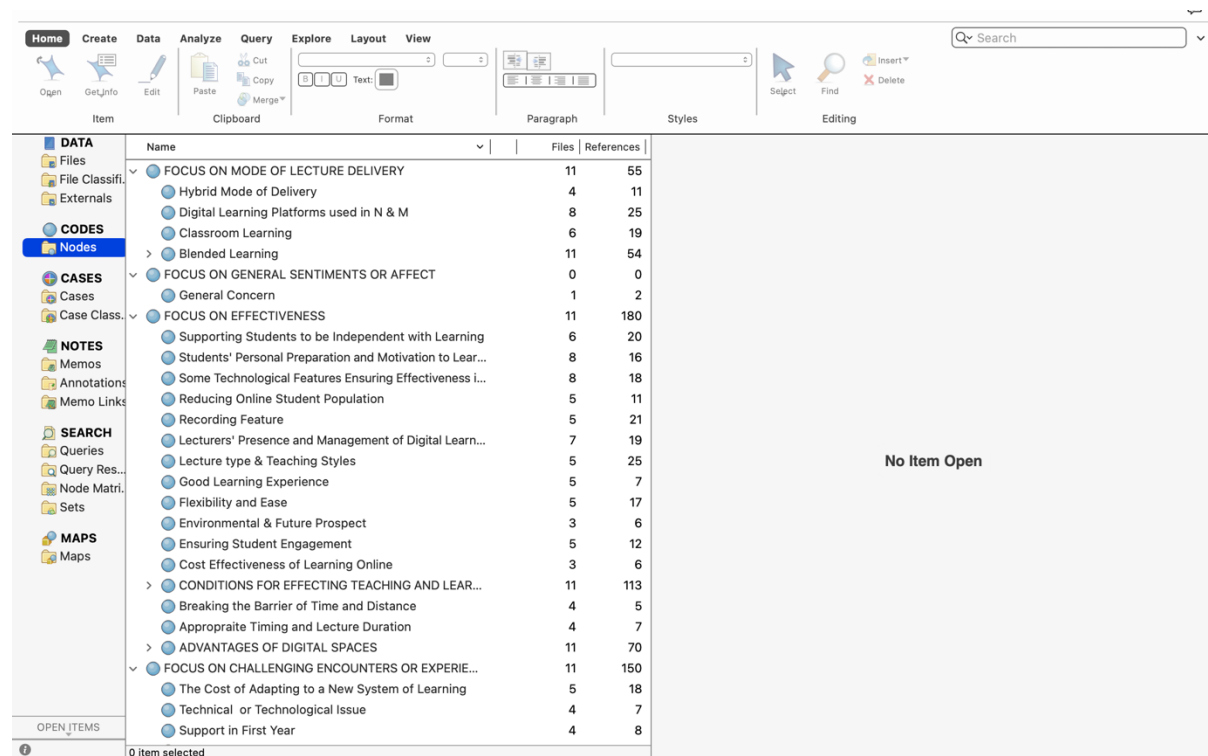 Home Create Data Analyze Query Explore Layout View
Search
Open Get Info Edit Paste Cut
Copy
Merge
B I U Text:
Select Find Insert
Delete
Item Clipboard Format Paragraph Styles Editing
DATA
Files
File Classifi.
Externals
CODES
Nodes
CASES
Cases
Case Class.
NOTES
Memos
Annotations
Memo Links
SEARCH
Queries
Query Res...
Node Matri.
Sets
MAPS
Maps
OPEN ITEMS
Name Files References
FOCUS ON MODE OF LECTURE DELIVERY 11 55
Hybrid Mode of Delivery 4 11
Digital Learning Platforms used in N & M 8 25
Classroom Learning 6 19
Blended Learning 11 54
FOCUS ON GENERAL SENTIMENTS OR AFFECT 0 0
General Concern 1 2
FOCUS ON EFFECTIVENESS 11 180
Supporting Students to be Independent with Learning 6 20
Students' Personal Preparation and Motivation to Lear... 8 16
Some Technological Features Ensuring Effectiveness i... 8 18
Reducing Online Student Population 5 11
Recording Feature 5 21
Lecturers' Presence and Management of Digital Learn... 7 19
Lecture type & Teaching Styles 5 25
Good Learning Experience 5 7
Flexibility and Ease 5 17
Environmental & Future Prospect 3 6
Ensuring Student Engagement 5 12
Cost Effectiveness of Learning Online 3 6
CONDITIONS FOR EFFECTING TEACHING AND LEAR... 11 113
Breaking the Barrier of Time and Distance 4 5
Appropraite Timing and Lecture Duration 4 7
ADVANTAGES OF DIGITAL SPACES 11 70
FOCUS ON CHALLENGING ENCOUNTERS OR EXPERIE... 11 150
The Cost of Adapting to a New System of Learning 5 18
Technical or Technological Issue 4 7
Support in First Year 4 8
0 item selected
No Item Open